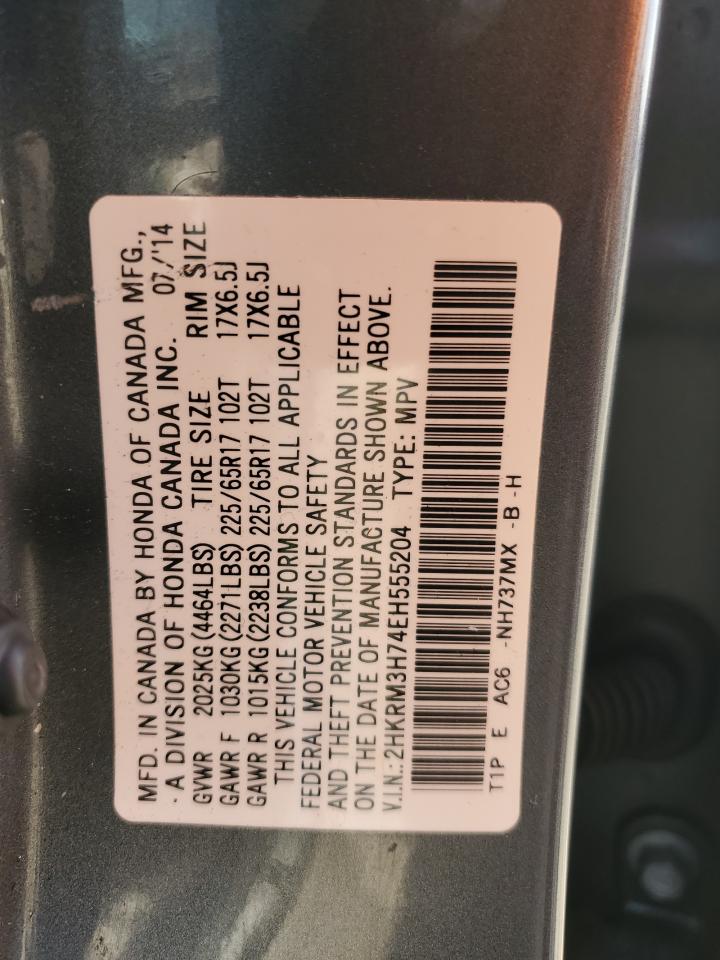 MFD. IN CANADA BY HONDA OF CANADA MFG.,
- A DIVISION OF HONDA CANADA INC. 07/'14
GVWR 2025KG(4464LBS) TIRE SIZE RIM SIZE
GAWR F 1030KG(2271LBS) 225/65R17 102T 17X6.5J
GAWR R 1015KG(2238LBS) 225/65R17 102T 17X6.5J
THIS VEHICLE CONFORMS TO ALL APPLICABLE
FEDERAL MOTOR VEHICLE SAFETY
AND THEFT PREVENTION STANDARDS IN EFFECT
ON THE DATE OF MANUFACTURE SHOWN ABOVE.
V.I.N.: 2HKRM3H74EH555204 TYPE: MPV
T1P E AC6 -NH737MX -B -H